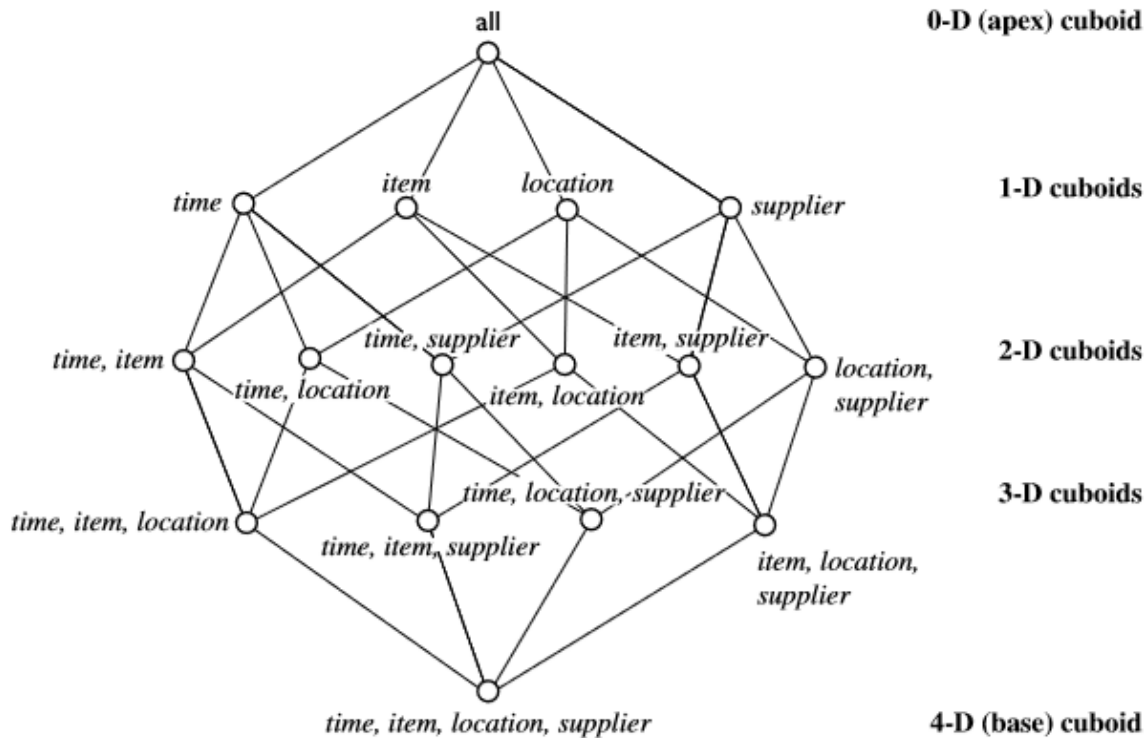 all
0-D (apex) cuboid
time
item
location
supplier
1-D cuboids
time, item
time, location
time, supplier
item, location
item, supplier
location,
supplier
2-D cuboids
time, item, location
time, item, supplier
time, location, supplier
item, location,
supplier
3-D cuboids
time, item, location, supplier
4-D (base) cuboid